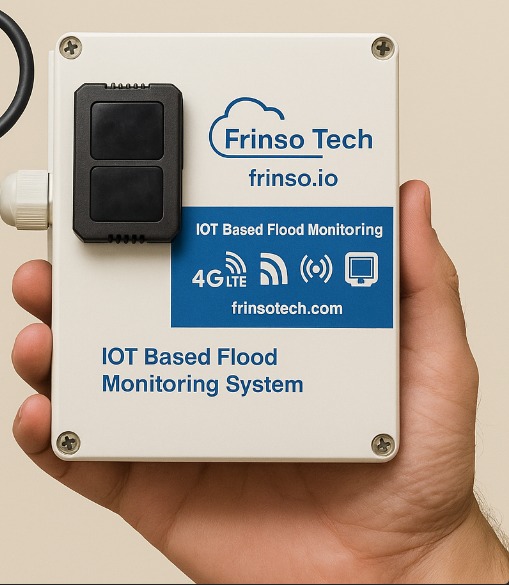 Frinso Tech
frinso.io
IOT Based Flood Monitoring
4G LTE
frinsotech.com
IOT Based Flood
Monitoring System